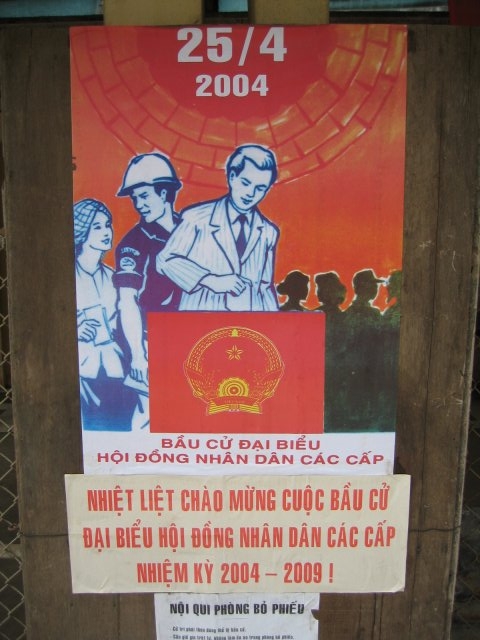 25/4
2004
BẦU CỬ ĐẠI BIỂU
HỘI ĐỒNG NHÂN DÂN CÁC CẤP
NHIỆT LIỆT CHÀO MỪNG CUỘC BẦU CỬ
ĐẠI BIỂU HỘI ĐỒNG NHÂN DÂN CÁC CẤP
NHIỆM KỲ 2004 – 2009 !
NỘI QUI PHÒNG BỎ PHIẾU